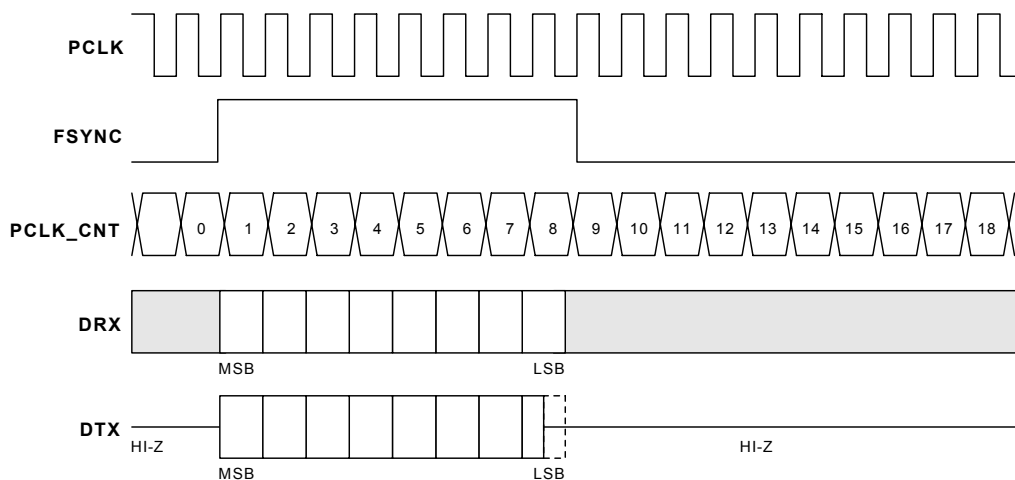 PCLK
FSYNC
PCLK_CNT 0 1 2 3 4 5 6 7 8 9 10 11 12 13 14 15 16 17 18
DRX
MSB LSB
DTX
HI-Z HI-Z
MSB LSB